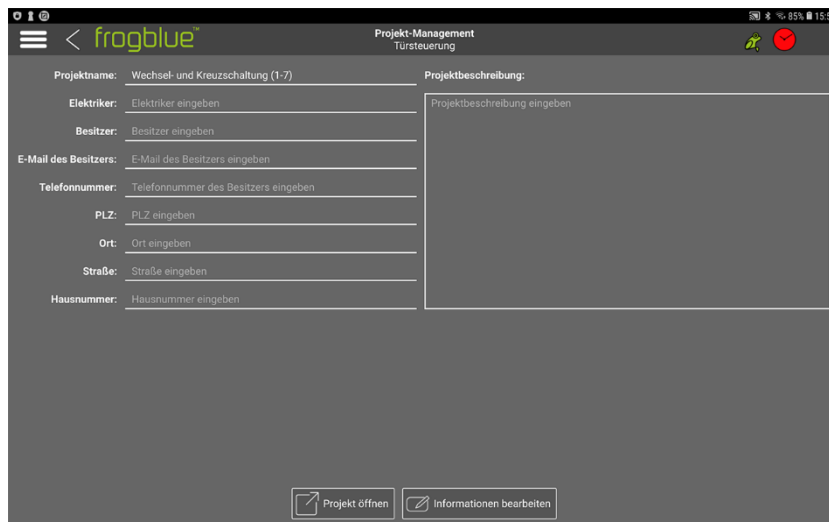 85% 15:5
frogblue™
Projekt-Management
Türsteuerung
Projektname: Wechsel- und Kreuzschaltung (1-7)
Elektriker: Elektriker eingeben
Besitzer: Besitzer eingeben
E-Mail des Besitzers: E-Mail des Besitzers eingeben
Telefonnummer: Telefonnummer des Besitzers eingeben
PLZ: PLZ eingeben
Ort: Ort eingeben
Straße: Straße eingeben
Hausnummer: Hausnummer eingeben
Projektbeschreibung:
Projektbeschreibung eingeben
Projekt öffnen
Informationen bearbeiten